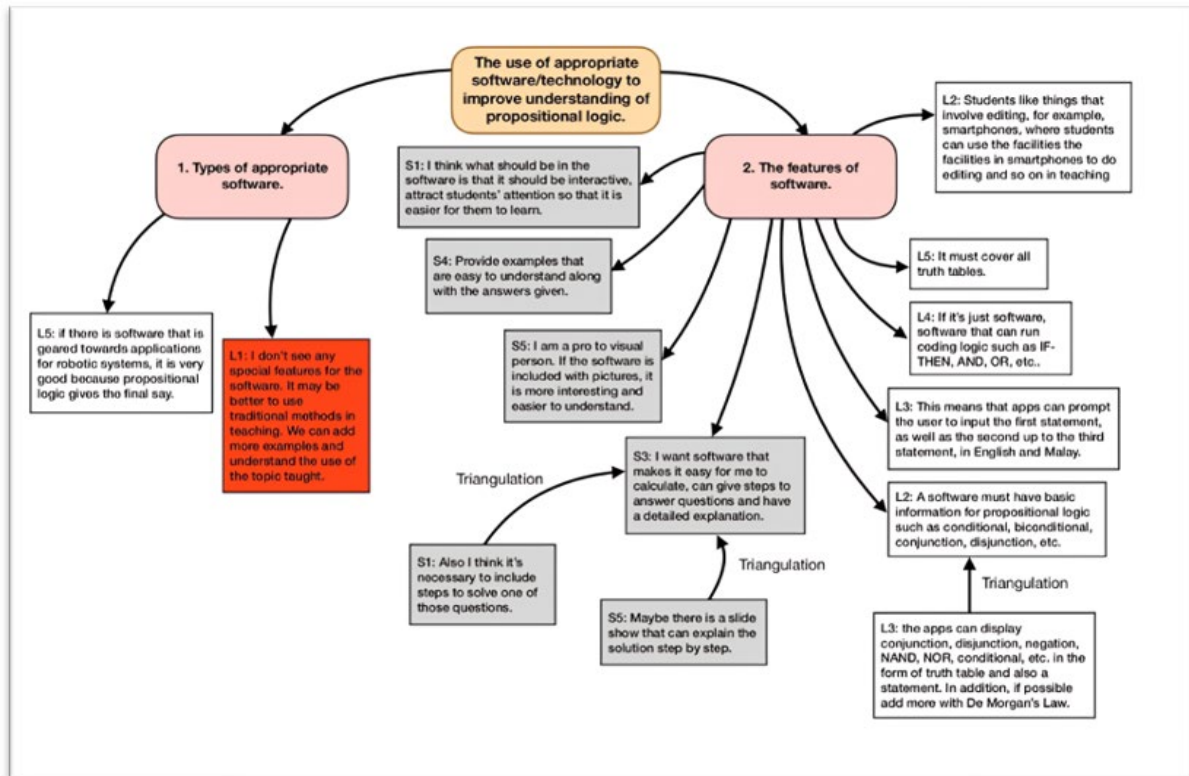 The use of appropriate
software/technology to
improve understanding of
propositional logic.
1. Types of appropriate
software.
2. The features of
software.
L2: Students like things that
involve editing, for example,
smartphones, where students
can use the facilities the
facilities in smartphones to do
editing and so on in teaching
S1: I think what should be in the
software is that it should be interactive,
attract students' attention so that it is
easier for them to learn.
S4: Provide examples that
are easy to understand along
with the answers given.
L5: It must cover all
truth tables.
L4: If it's just software,
software that can run
coding logic such as IF-
THEN, AND, OR, etc..
L5: if there is software that is
geared towards applications
for robotic systems, it is very
good because propositional
logic gives the final say.
L1: I don't see any
special features for the
software. It may be
better to use
traditional methods in
teaching. We can add
more examples and
understand the use of
the topic taught.
S5: I am a pro to visual
person. If the software is
included with pictures, it
is more interesting and
easier to understand.
L3: This means that apps can prompt
the user to input the first statement,
as well as the second up to the third
statement, in English and Malay.
Triangulation
S3: I want software that
makes it easy for me to
calculate, can give steps to
answer questions and have
a detailed explanation.
L2: A software must have basic
information for propositional logic
such as conditional, biconditional,
conjunction, disjunction, etc.
S1: Also I think it's
necessary to include
steps to solve one of
those questions.
Triangulation
Triangulation
S5: Maybe there is a slide
show that can explain the
solution step by step.
L3: the apps can display
conjunction, disjunction, negation,
NAND, NOR, conditional, etc. in the
form of truth table and also a
statement. In addition, if possible
add more with De Morgan's Law.